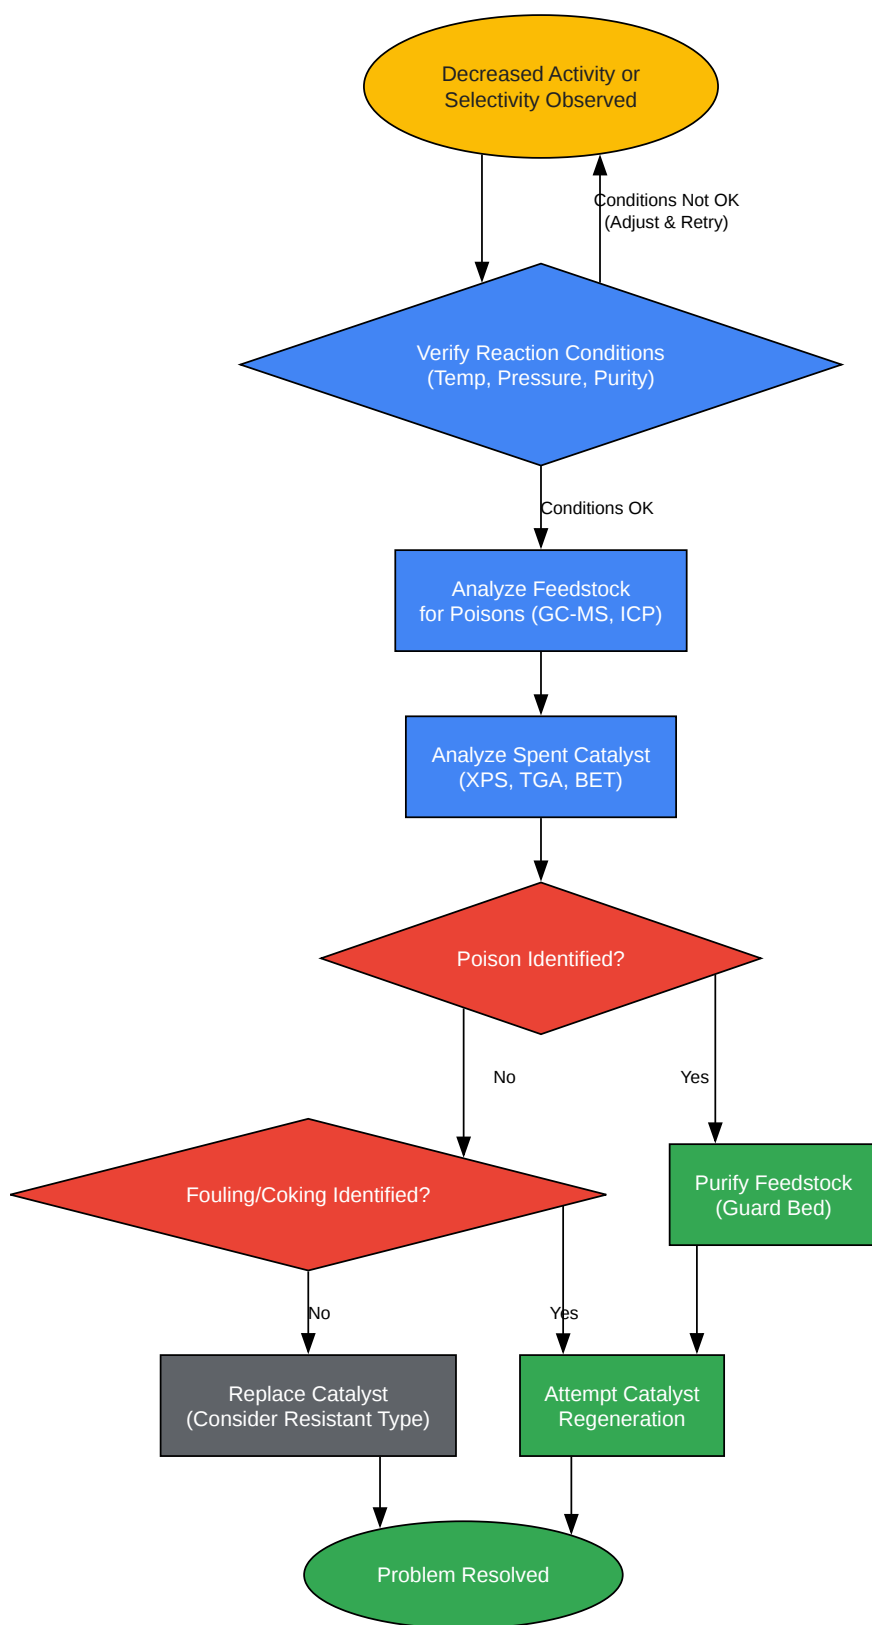 Decreased Activity or
Selectivity Observed
Conditions Not OK
(Adjust & Retry)
Verify Reaction Conditions
(Temp, Pressure, Purity)
Conditions OK
Analyze Feedstock
for Poisons (GC-MS, ICP)
Analyze Spent Catalyst
(XPS, TGA, BET)
Poison Identified?
No
Yes
Fouling/Coking Identified?
Purify Feedstock
(Guard Bed)
No
Yes
Replace Catalyst
(Consider Resistant Type)
Attempt Catalyst
Regeneration
Problem Resolved